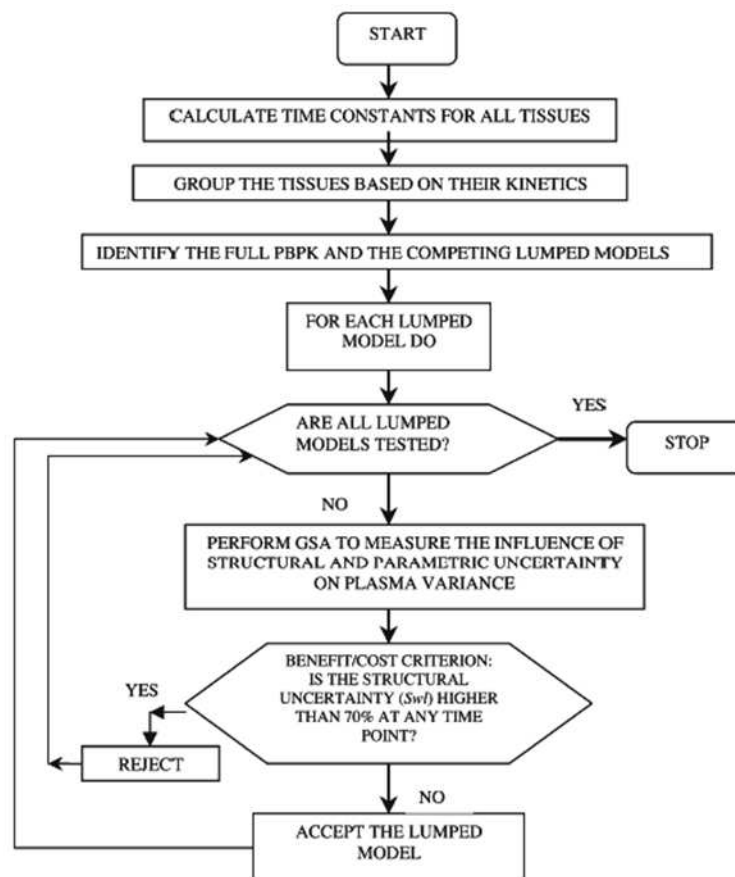 START
CALCULATE TIME CONSTANTS FOR ALL TISSUES
GROUP THE TISSUES BASED ON THEIR KINETICS
IDENTIFY THE FULL PBPK AND THE COMPETING LUMPED MODELS
FOR EACH LUMPED
MODEL DO
ARE ALL LUMPED
MODELS TESTED?
YES
STOP
NO
PERFORM GSA TO MEASURE THE INFLUENCE OF
STRUCTURAL AND PARAMETRIC UNCERTAINTY
ON PLASMA VARIANCE
BENEFIT/COST CRITERION:
IS THE STRUCTURAL
UNCERTAINTY (Swl) HIGHER
THAN 70% AT ANY TIME
POINT?
YES
REJECT
NO
ACCEPT THE LUMPED
MODEL